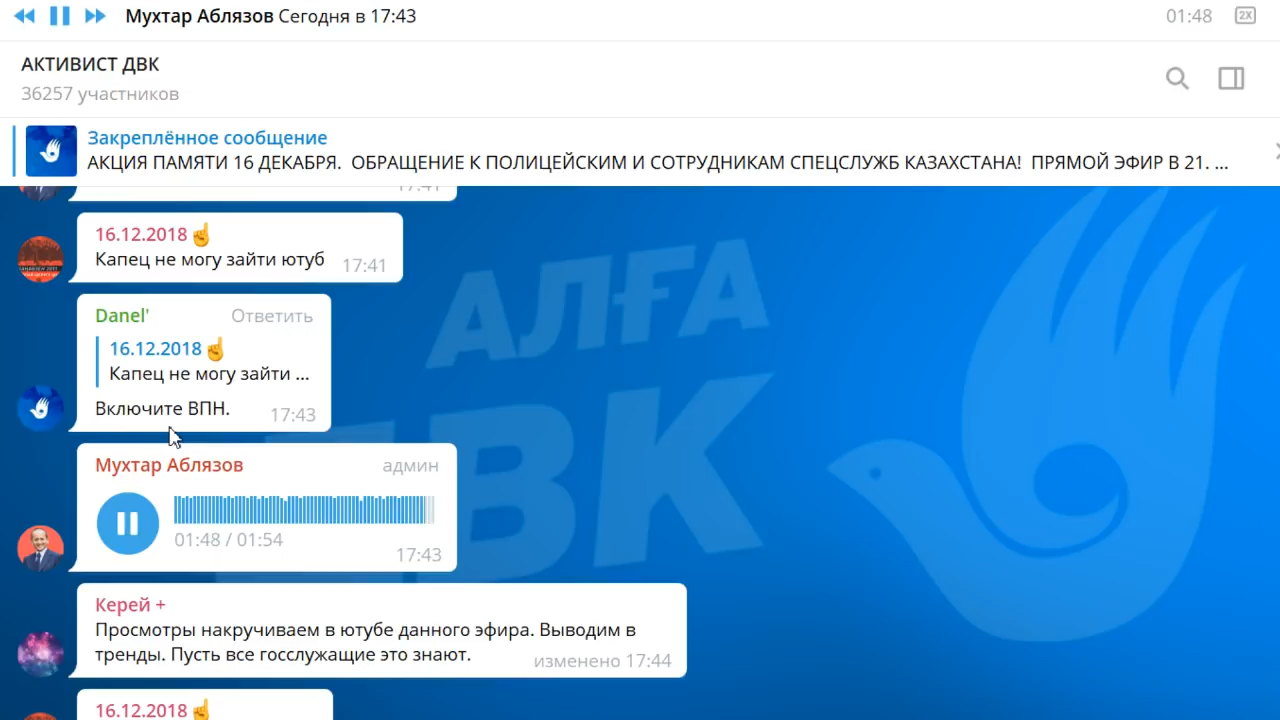 Мухтар Аблязов Сегодня в 17:43
01:48
2X
АКТИВИСТ ДВК
36257 участников
Закреплённое сообщение
АКЦИЯ ПАМЯТИ 16 ДЕКАБРЯ. ОБРАЩЕНИЕ К ПОЛИЦЕЙСКИМ И СОТРУДНИКАМ СПЕЦСЛУЖБ КАЗАХСТАНА! ПРЯМОЙ ЭФИР В 21. ...
17:41
16.12.2018☝
Капец не могу зайти ютуб
17:41
Danel' Ответить
16.12.2018☝
Капец не могу зайти ...
Включите ВПН.
17:43
Мухтар Аблязов админ
01:48 / 01:54
17:43
Керей +
Просмотры накручиваем в ютубе данного эфира. Выводим в
тренды. Пусть все госслужащие это знают.
изменено 17:44
16.12.2018☝
АЛҒА
ДВК